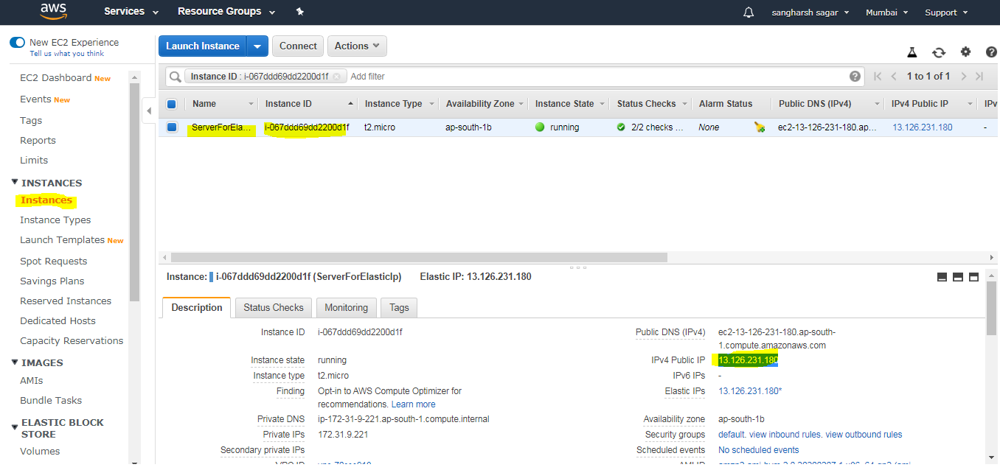 aws Services Resource Groups sangharsh sagar Mumbai Support
New EC2 Experience
Tell us what you think
EC2 Dashboard New
Events New
Tags
Reports
Limits
INSTANCES
Instances
Instance Types
Launch Templates New
Spot Requests
Savings Plans
Reserved Instances
Dedicated Hosts
Capacity Reservations
IMAGES
AMIs
Bundle Tasks
ELASTIC BLOCK
STORE
Volumes
Launch Instance Connect Actions
Instance ID : i-067ddd69dd2200d1f Add filter 1 to 1 of 1
Name Instance ID Instance Type Availability Zone Instance State Status Checks Alarm Status Public DNS (IPv4) IPv4 Public IP IPv
ServerForEla... i-067ddd69dd2200d1f t2.micro ap-south-1b running 2/2 checks ... None ec2-13-126-231-180.ap... 13.126.231.180 -
Instance: i-067ddd69dd2200d1f (ServerForElasticIp) Elastic IP: 13.126.231.180
Description Status Checks Monitoring Tags
Instance ID i-067ddd69dd2200d1f
Instance state running
Instance type t2.micro
Finding Opt-in to AWS Compute Optimizer for
recommendations. Learn more
Private DNS ip-172-31-9-221.ap-south-1.compute.internal
Private IPs 172.31.9.221
Secondary private IPs
Public DNS (IPv4) ec2-13-126-231-180.ap-south-
1.compute.amazonaws.com
IPv4 Public IP 13.126.231.180
IPv6 IPs -
Elastic IPs 13.126.231.180*
Availability zone ap-south-1b
Security groups default. view inbound rules. view outbound rules
Scheduled events No scheduled events